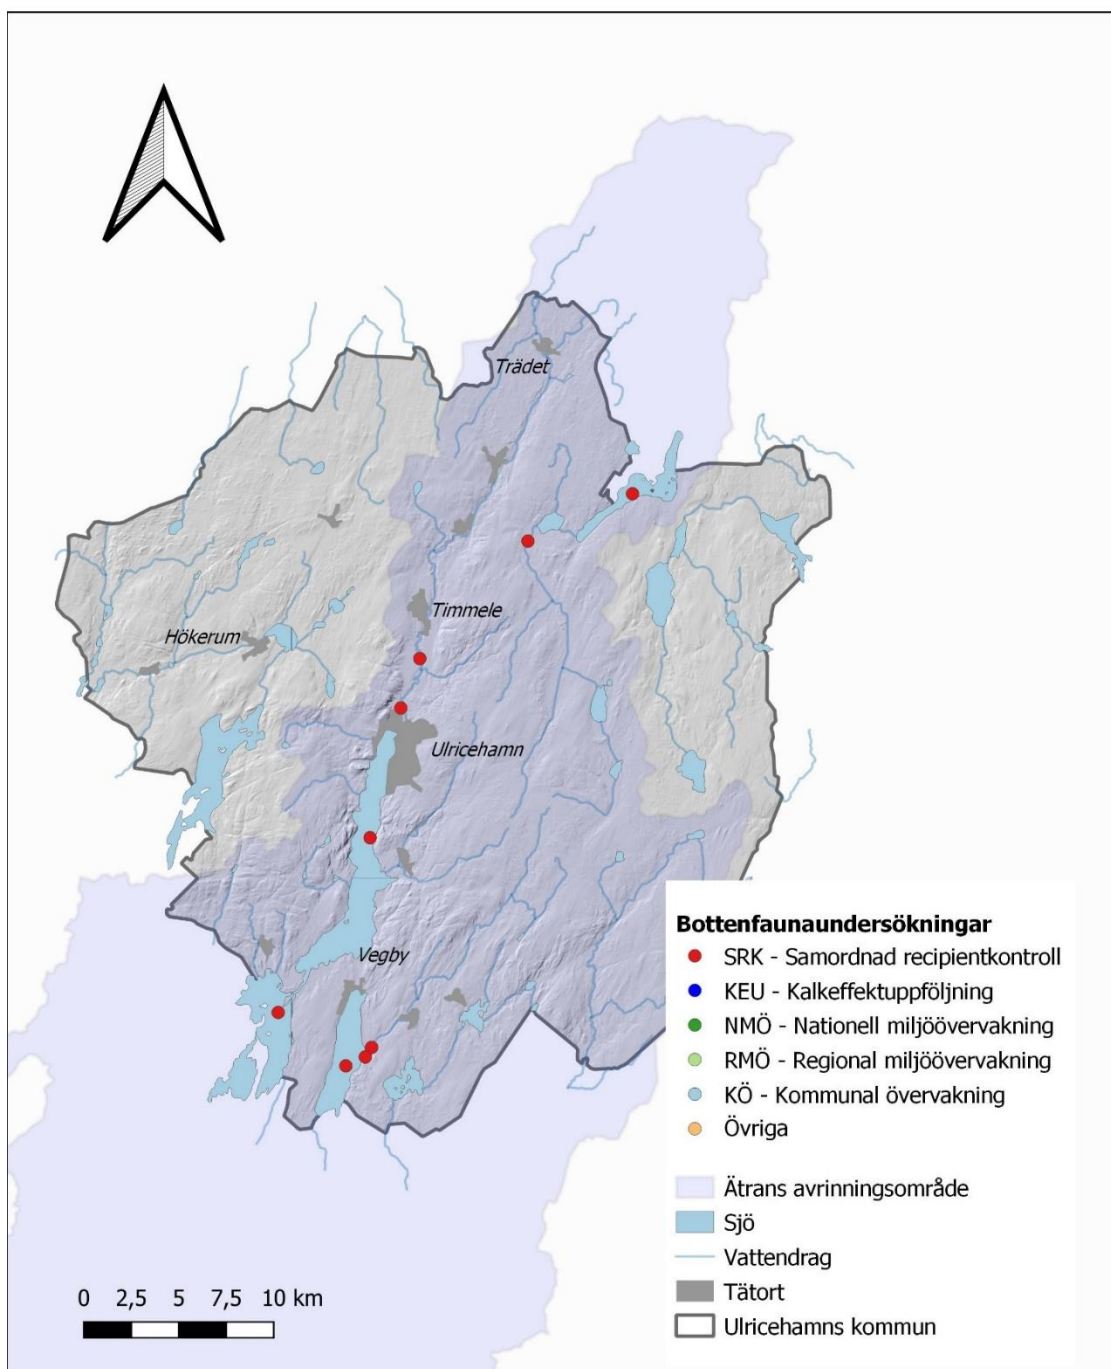 Trädet
Timmele
Hökerum
Ulricehamn
Vegby
Bottenfaunaundersökningar
SRK - Samordnad recipientkontroll
KEU - Kalkeffektuppföljning
NMÖ - Nationell miljöövervakning
RMÖ - Regional miljöövervakning
KÖ - Kommunal övervakning
Övriga
Ätrans avrinningsområde
Sjö
Vattendrag
Tätort
Ulricehamns kommun
0 2,5 5 7,5 10 km